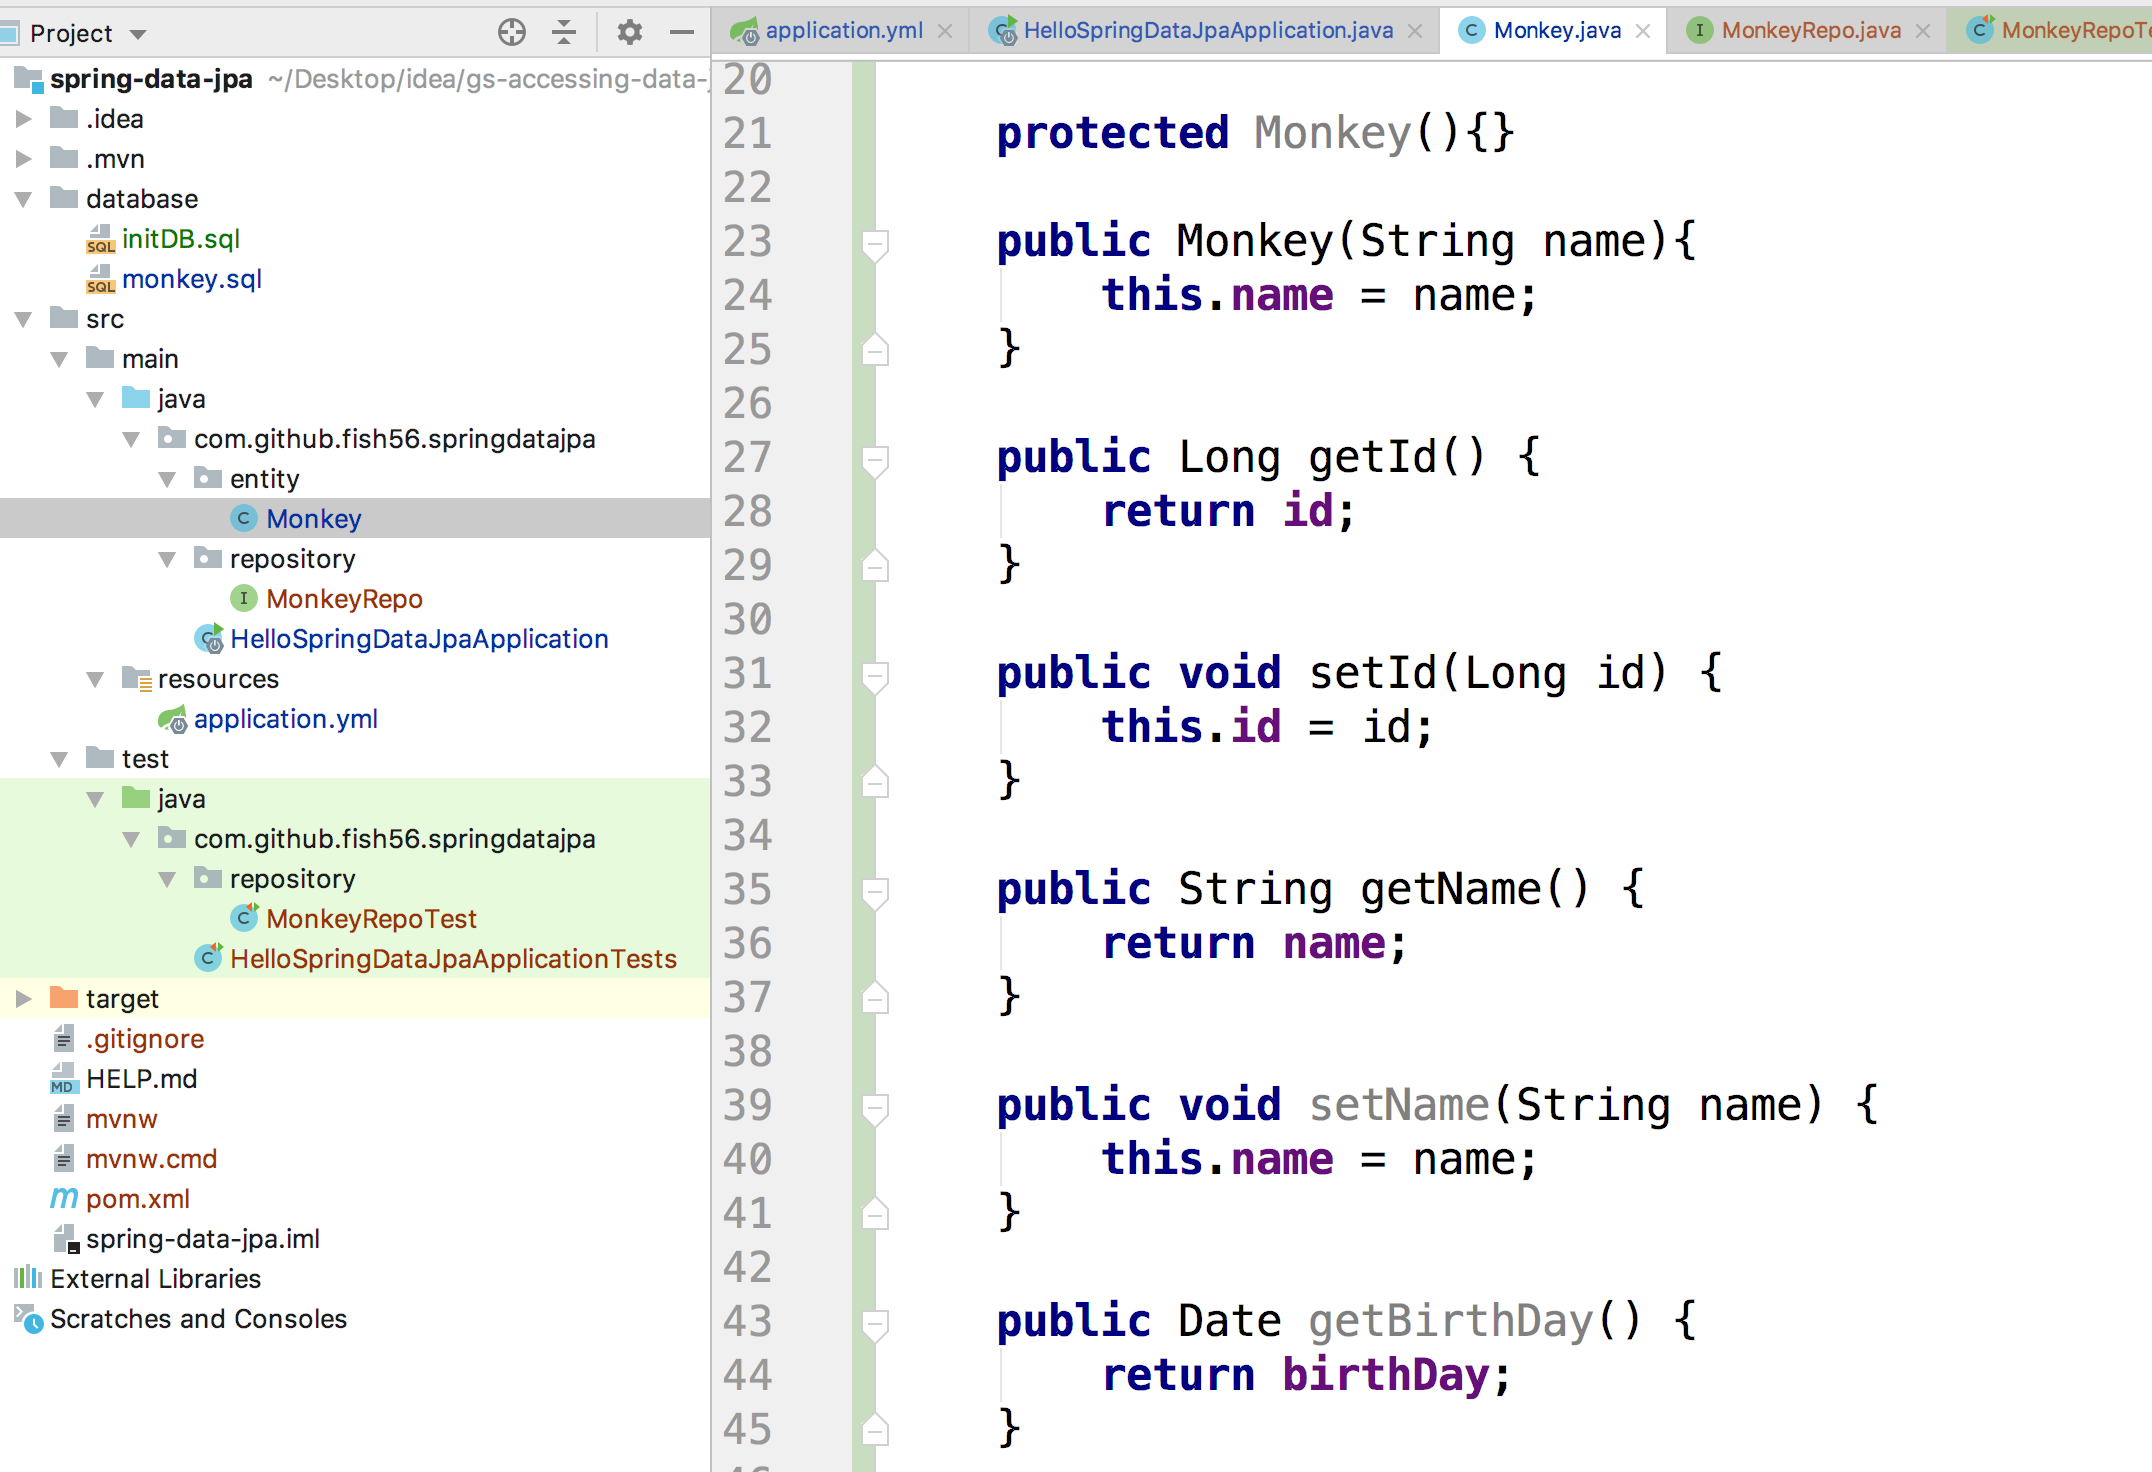 Project
spring-data-jpa ~/Desktop/idea/gs-accessing-data-
.idea
.mvn
database
initDB.sql
monkey.sql
src
main
java
com.github.fish56.springdatajpa
entity
Monkey
repository
MonkeyRepo
HelloSpringDataJpaApplication
resources
application.yml
test
java
com.github.fish56.springdatajpa
repository
MonkeyRepoTest
HelloSpringDataJpaApplicationTests
target
.gitignore
HELP.md
mvnw
mvnw.cmd
pom.xml
spring-data-jpa.iml
External Libraries
Scratches and Consoles
application.yml HelloSpringDataJpaApplication.java Monkey.java MonkeyRepo.java MonkeyRepoTe
20
21 protected Monkey(){}
22
23 public Monkey(String name){
24 this.name = name;
25 }
26
27 public Long getId() {
28 return id;
29 }
30
31 public void setId(Long id) {
32 this.id = id;
33 }
34
35 public String getName() {
36 return name;
37 }
38
39 public void setName(String name) {
40 this.name = name;
41 }
42
43 public Date getBirthDay() {
44 return birthDay;
45 }